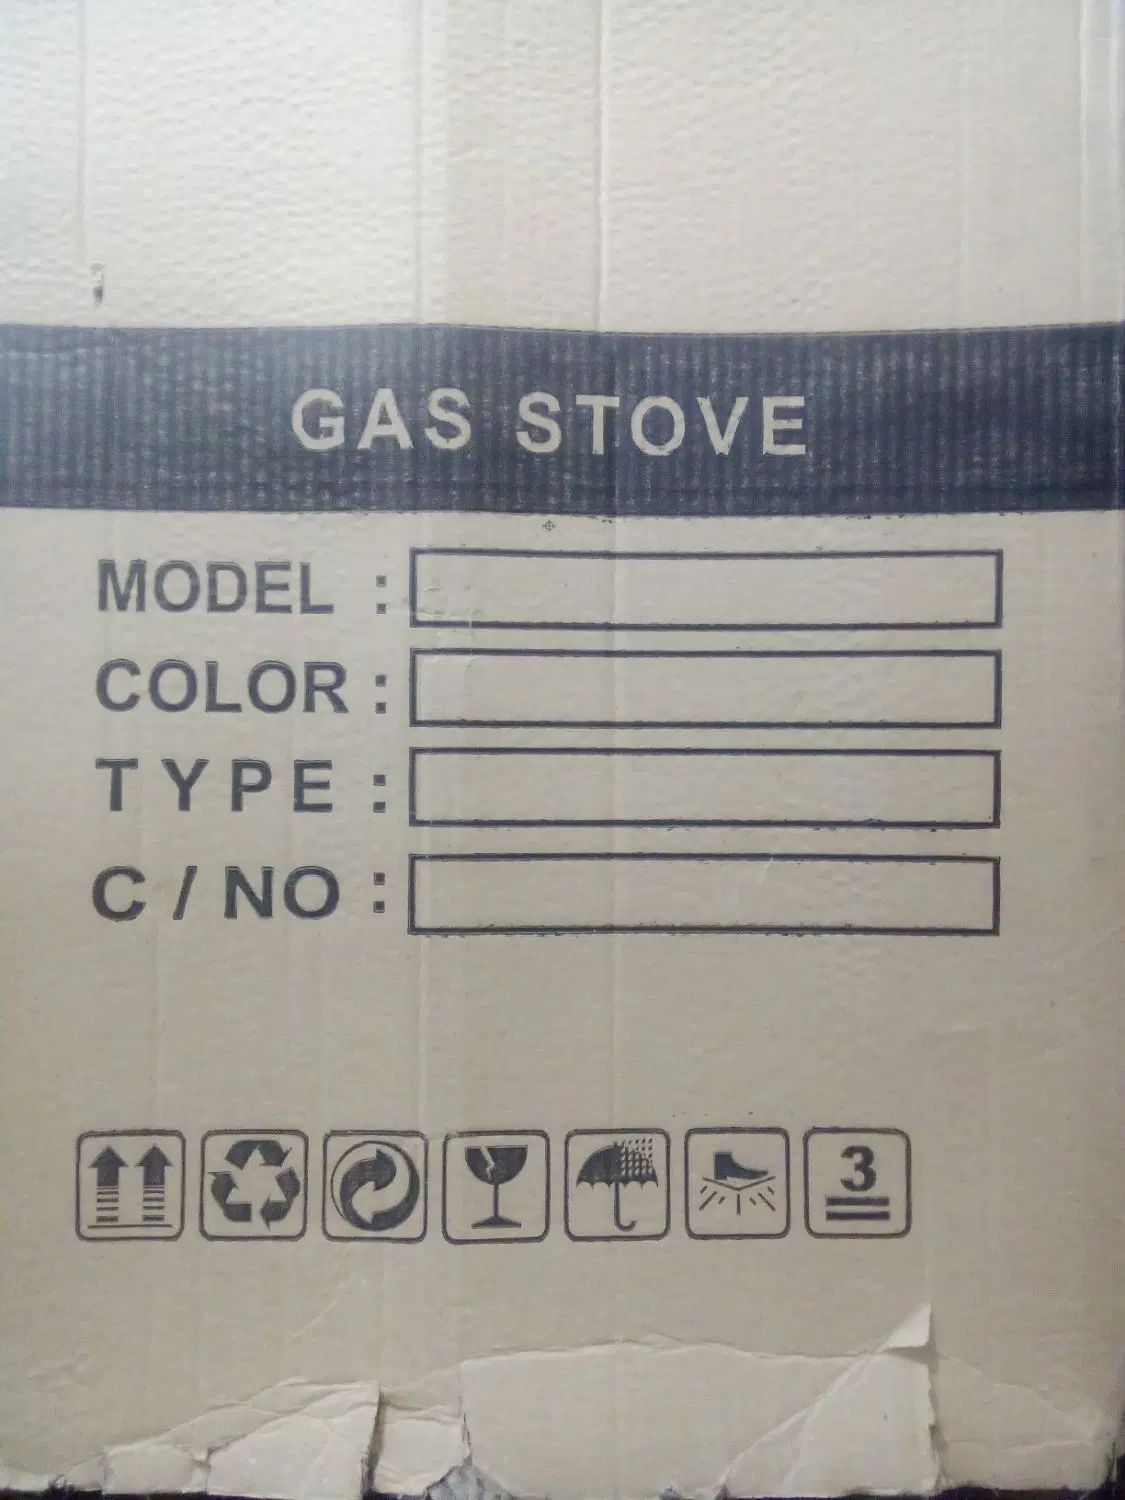 GAS STOVE
MODEL :
COLOR :
TYPE :
C / NO :
3